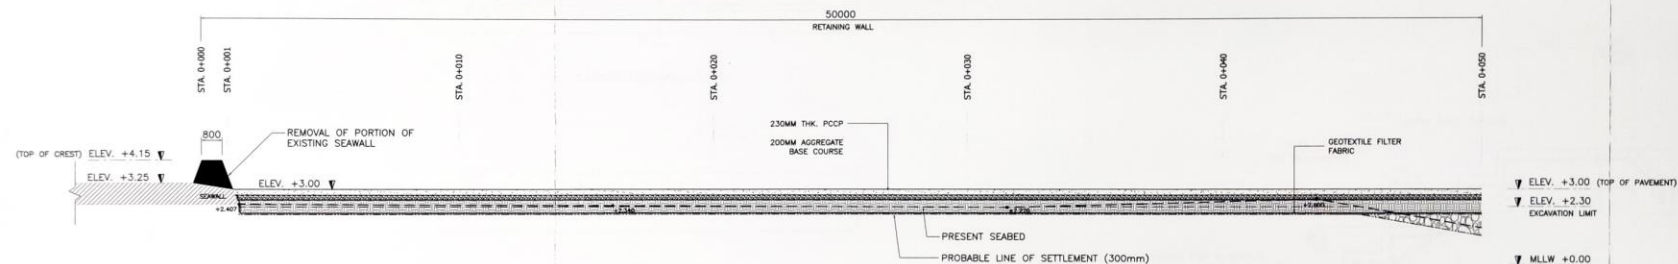 50000
RETAINING WALL
STA. 0+000
STA. 0+001
STA. 0+010
STA. 0+020
STA. 0+030
STA. 0+040
STA. 0+050
800
REMOVAL OF PORTION OF
EXISTING SEAWALL
230MM THK. PCCP
200MM AGGREGATE
BASE COURSE
GEOTEXTILE FILTER
FABRIC
(TOP OF CREST) ELEV. +4.15
ELEV. +3.25
ELEV. +3.00
ELEV. +3.00 (TOP OF PAVEMENT)
SEAWALL
ELEV. +2.30
EXCAVATION LIMIT
+2.407
PRESENT SEABED
PROBABLE LINE OF SETTLEMENT (300mm)
MLLW +0.00